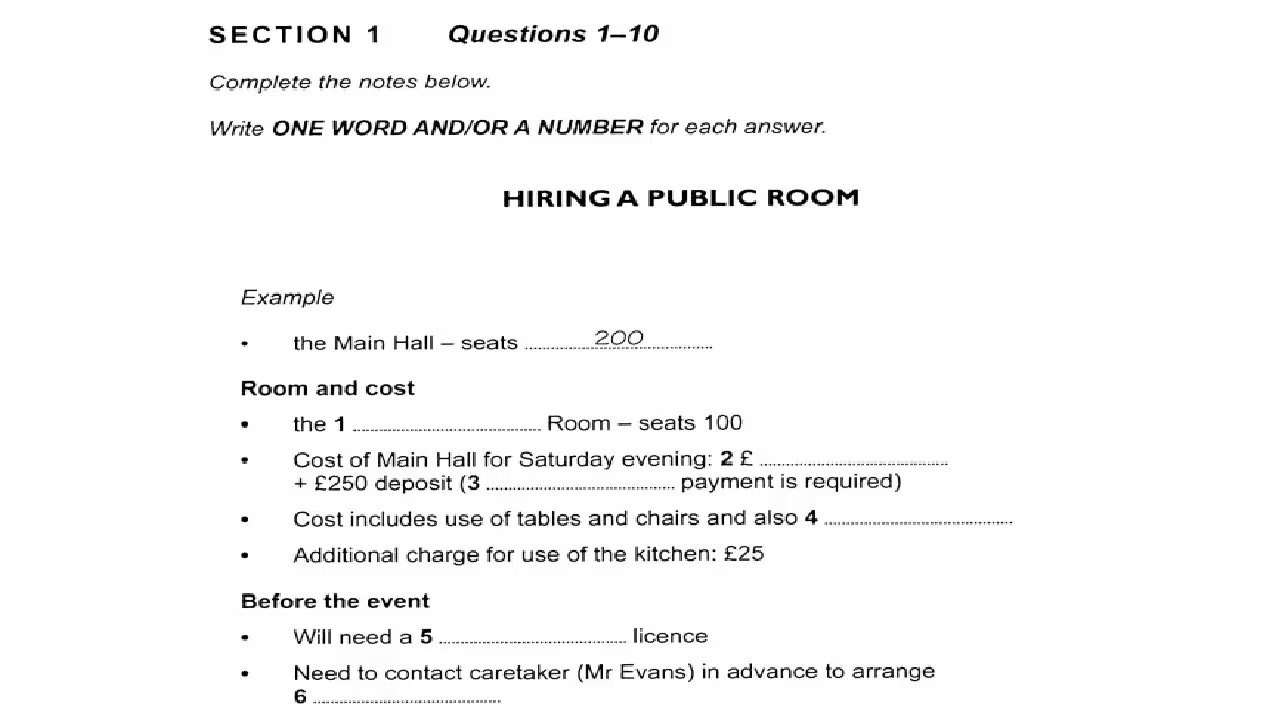 SECTION 1 Questions 1–10
Complete the notes below.
Write ONE WORD AND/OR A NUMBER for each answer.
HIRING A PUBLIC ROOM
Example
• the Main Hall – seats ........ 200 ........
Room and cost
• the 1 ........ Room – seats 100
• Cost of Main Hall for Saturday evening: 2 £ ........
+ £250 deposit (3 ........ payment is required)
• Cost includes use of tables and chairs and also 4 ........
• Additional charge for use of the kitchen: £25
Before the event
• Will need a 5 ........ licence
• Need to contact caretaker (Mr Evans) in advance to arrange
6 ........